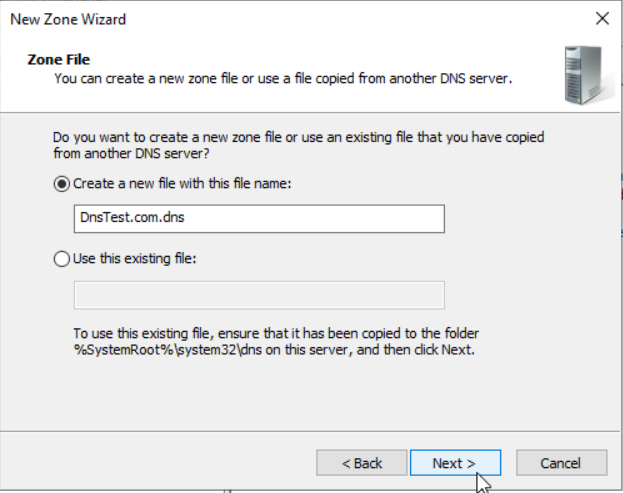 New Zone Wizard
Zone File
You can create a new zone file or use a file copied from another DNS server.
Do you want to create a new zone file or use an existing file that you have copied
from another DNS server?
Create a new file with this file name:
DnsTest.com.dns
Use this existing file:
To use this existing file, ensure that it has been copied to the folder
%SystemRoot%\system32\dns on this server, and then click Next.
< Back
Next >
Cancel